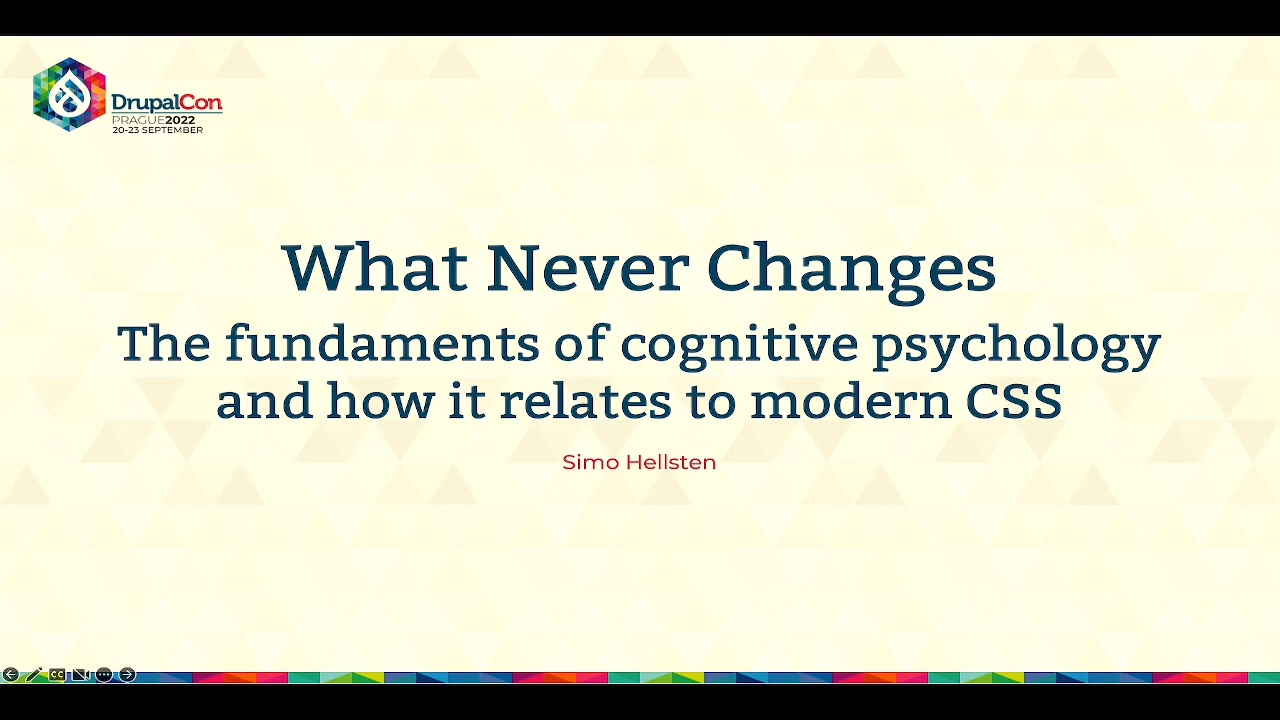 DrupalCon
PRAGUE2022
20-23 SEPTEMBER
What Never Changes
The fundaments of cognitive psychology
and how it relates to modern CSS
Simo Hellsten
CC